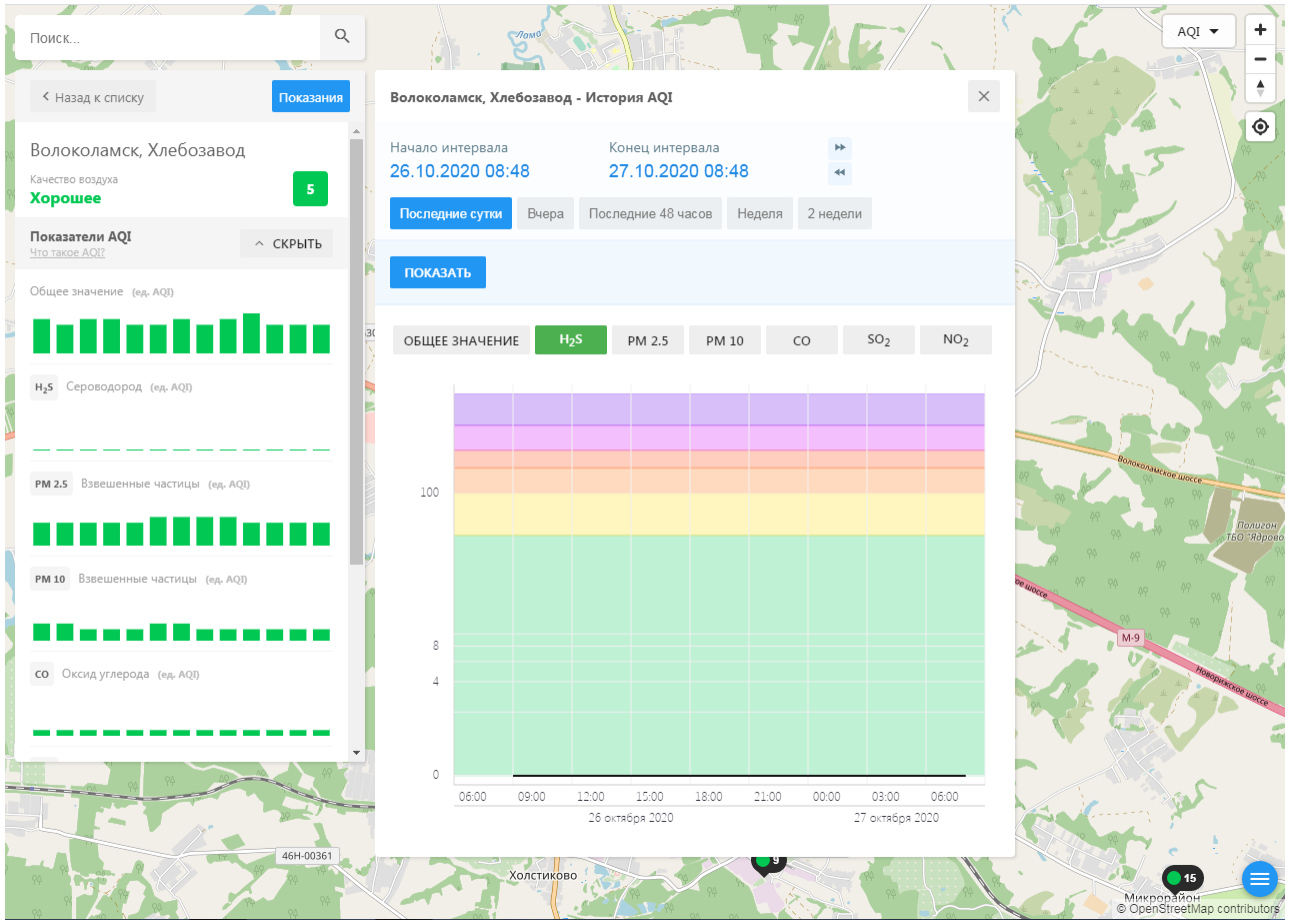 Поиск...
Назад к списку
Показания
Волоколамск, Хлебозавод
Качество воздуха
Хорошее
5
Показатели AQI
Что такое AQI?
СКРЫТЬ
Общее значение (ед. AQI)
H2S Сероводород (ед. AQI)
PM 2.5 Взвешенные частицы (ед. AQI)
PM 10 Взвешенные частицы (ед. AQI)
CO Оксид углерода (ед. AQI)
Волоколамск, Хлебозавод - История AQI
Начало интервала
26.10.2020 08:48
Конец интервала
27.10.2020 08:48
Последние сутки
Вчера
Последние 48 часов
Неделя
2 недели
ПОКАЗАТЬ
ОБЩЕЕ ЗНАЧЕНИЕ
H2S
PM 2.5
PM 10
CO
SO2
NO2
100
8
4
0
06:00 09:00 12:00 15:00 18:00 21:00 00:00 03:00 06:00
26 октября 2020 27 октября 2020
AQI
+
−
Лама
Волоколамское шоссе
Полигон
ТБО "Ядрово
ое шоссе
М-9
Новорижское шоссе
46Н-00361
Холстиково
9
15
Микрорайон
© OpenStreetMap contributors